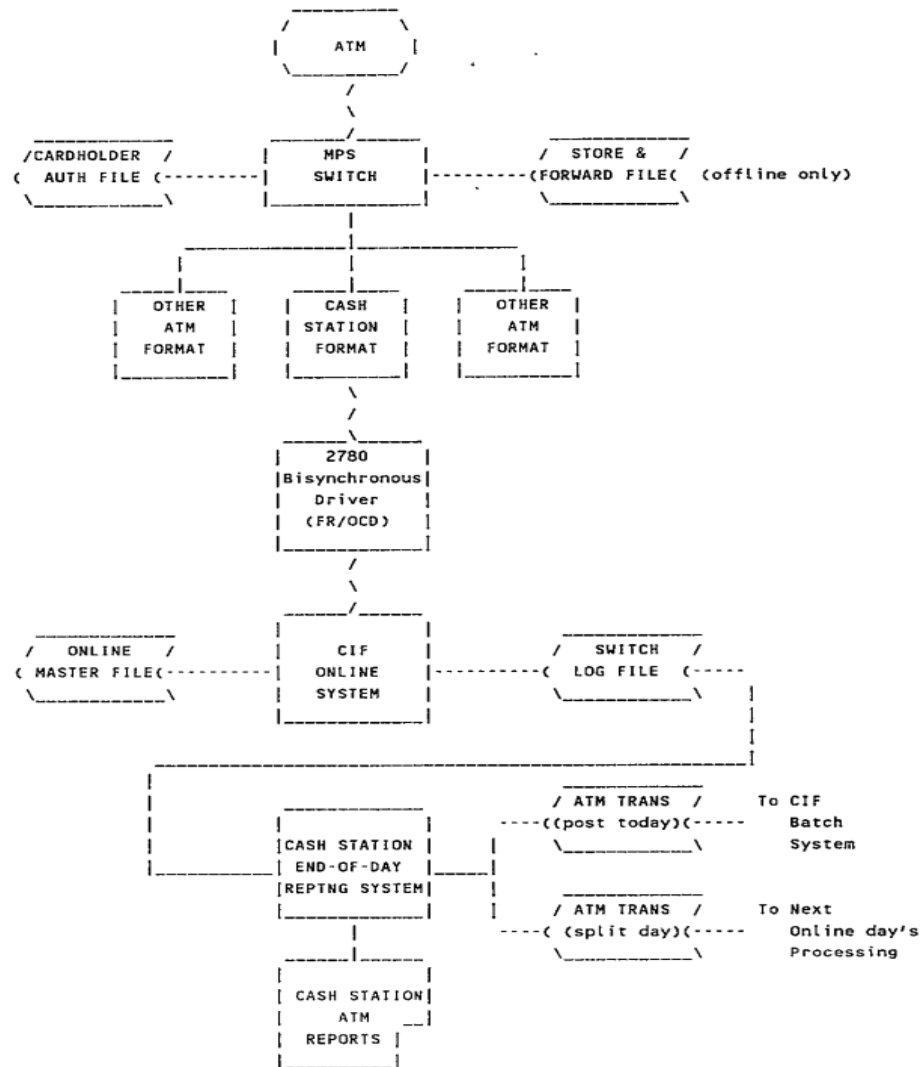 ATM
CARDHOLDER
AUTH FILE
MPS
SWITCH
STORE &
FORWARD FILE
(offline only)
OTHER
ATM
FORMAT
CASH
STATION
FORMAT
OTHER
ATM
FORMAT
2780
Bisynchronous
Driver
(FR/OCD)
ONLINE
MASTER FILE
CIF
ONLINE
SYSTEM
SWITCH
LOG FILE
CASH STATION
END-OF-DAY
REPTNG SYSTEM
ATM TRANS
(post today)
To CIF
Batch
System
ATM TRANS
(split day)
To Next
Online day's
Processing
CASH STATION
ATM
REPORTS